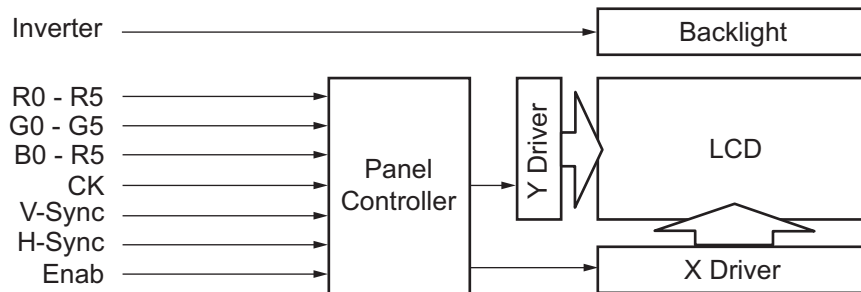 Inverter
Backlight
R0 - R5
G0 - G5
B0 - R5
CK
V-Sync
H-Sync
Enab
Panel
Controller
Y Driver
LCD
X Driver